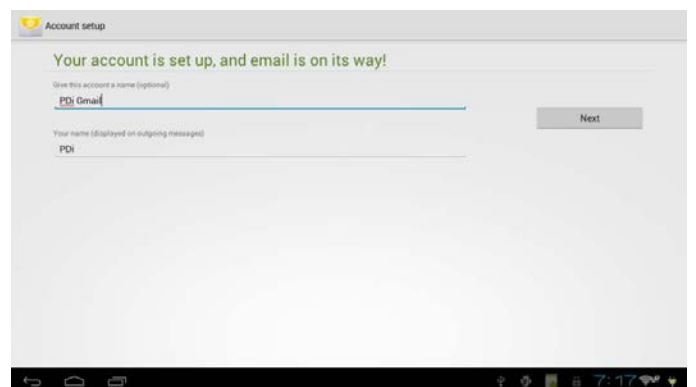 Account setup
Your account is set up, and email is on its way!
Give this account a name (optional)
PDi Gmail
Next
Your name (displayed on outgoing messages)
PDi
7:17